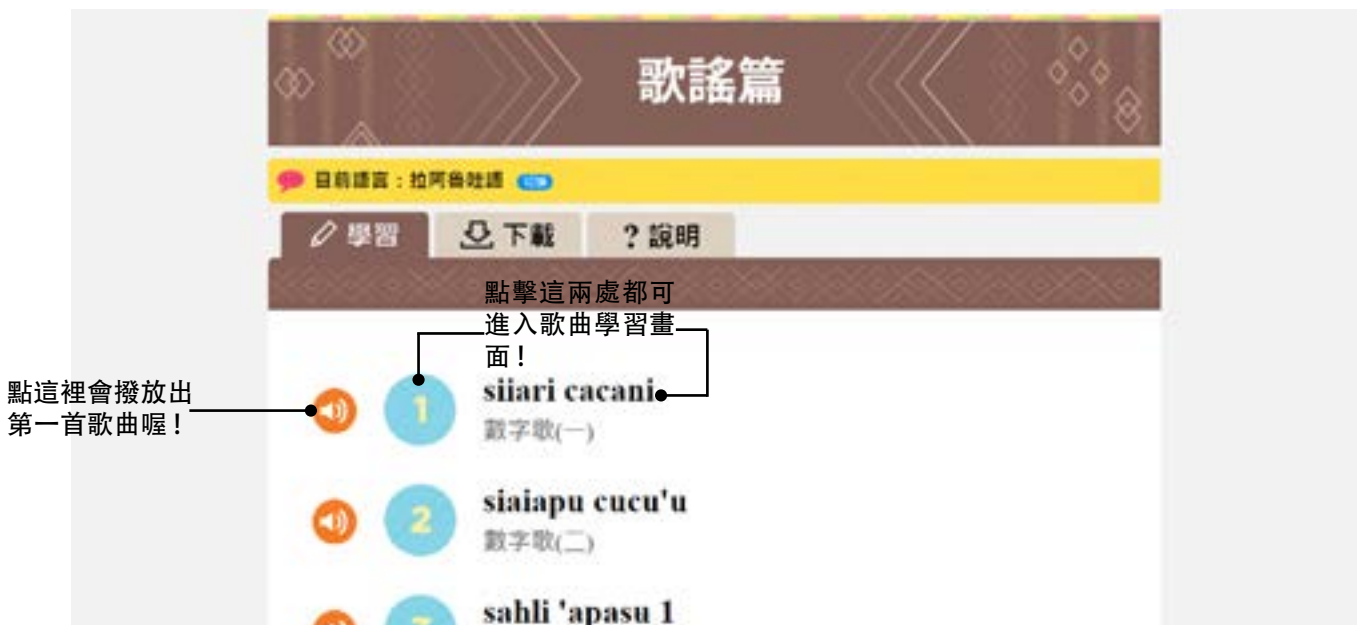 歌謠篇
目前語言：拉阿魯哇語
學習
下載
? 說明
點擊這兩處都可
進入歌曲學習畫
面！
點這裡會撥放出
第一首歌曲喔！
1
siiari cacani
數字歌(一)
2
siaiapu cucu'u
數字歌(二)
3
sahli 'apasu 1